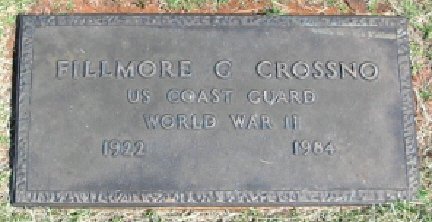 FILLMORE C CROSSNO
US COAST GUARD
WORLD WAR II
1922 1984